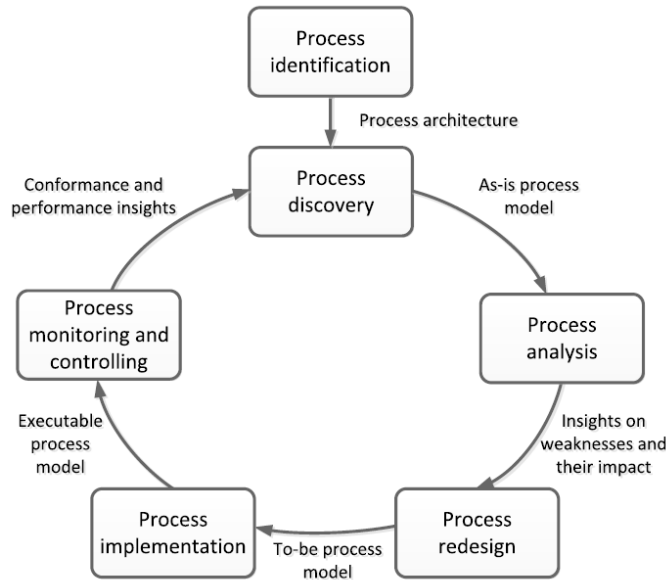 Process
identification
Process architecture
Process
discovery
As-is process
model
Process
analysis
Insights on
weaknesses and
their impact
Process
redesign
To-be process
model
Process
implementation
Executable
process
model
Process
monitoring and
controlling
Conformance and
performance insights